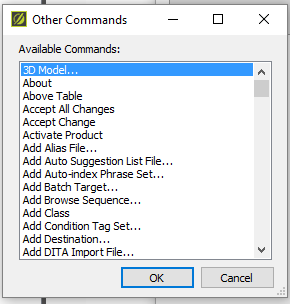 Other Commands
Available Commands:
3D Model...
About
Above Table
Accept All Changes
Accept Change
Activate Product
Add Alias File...
Add Auto Suggestion List File...
Add Auto-index Phrase Set...
Add Batch Target...
Add Browse Sequence...
Add Class
Add Condition Tag Set...
Add Destination...
Add DITA Import File...
OK
Cancel